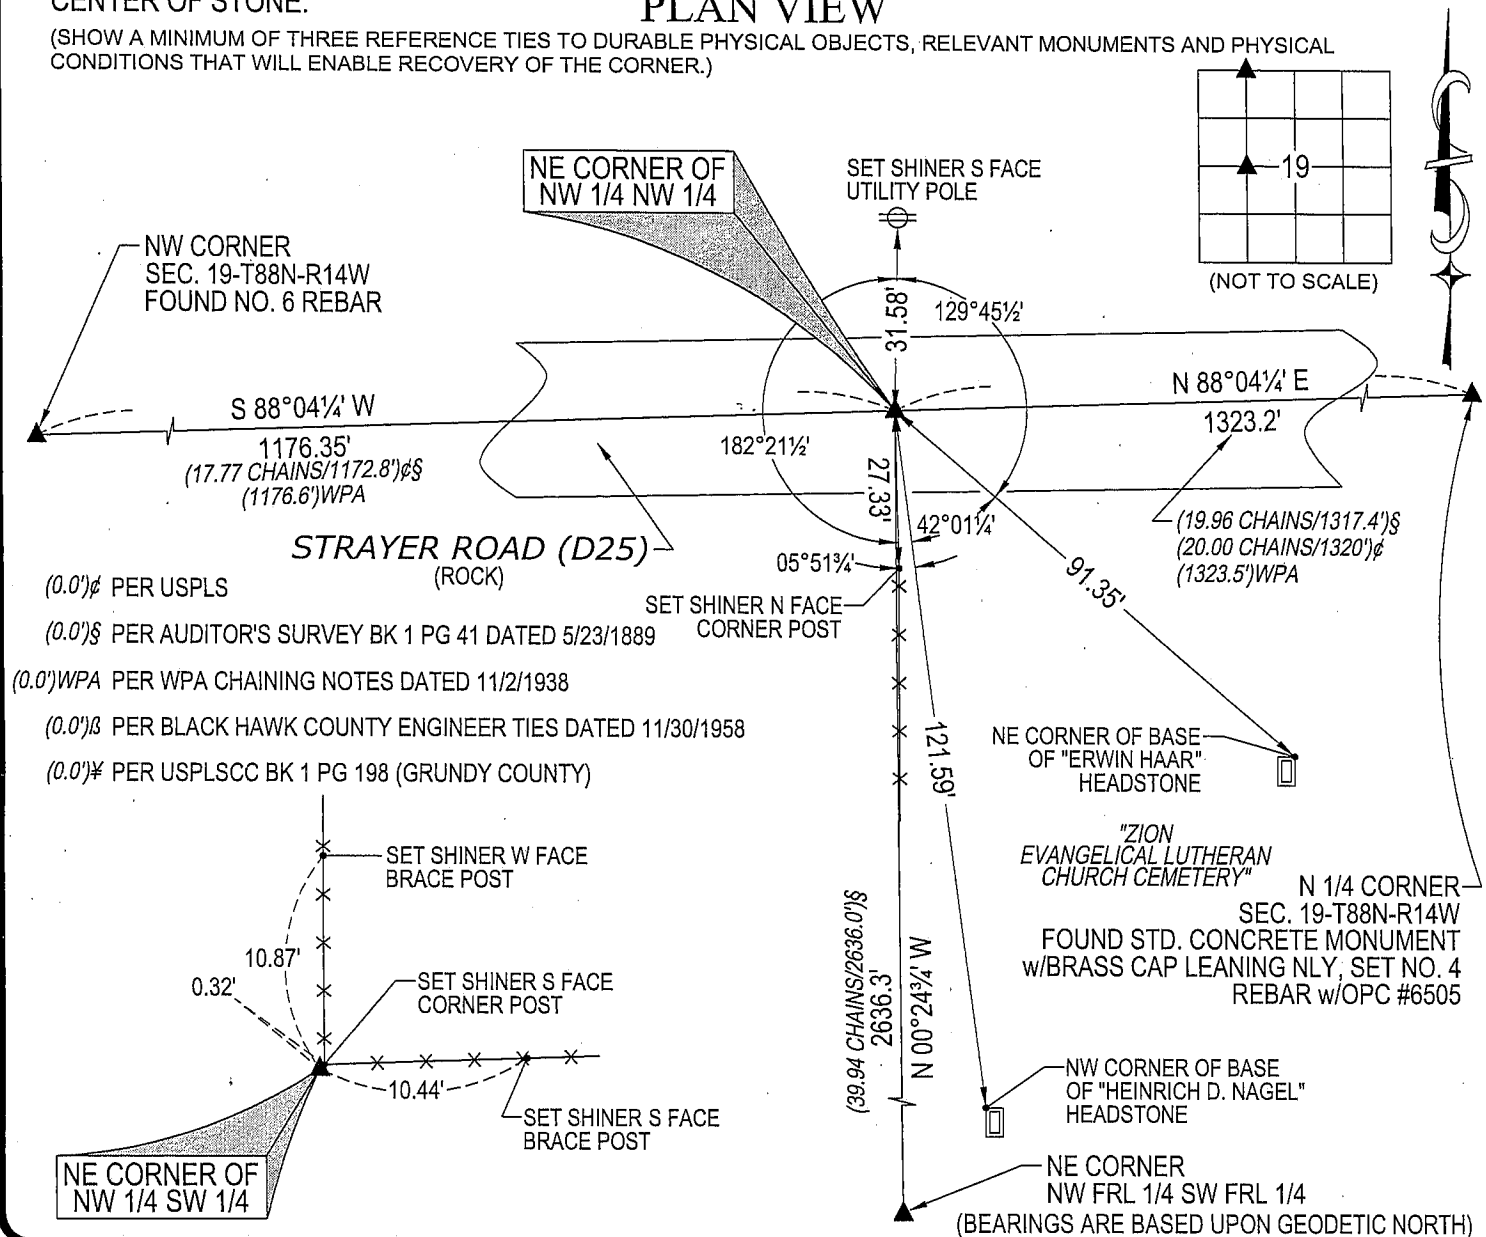 CENTER OF STONE.
PLAN VIEW
(SHOW A MINIMUM OF THREE REFERENCE TIES TO DURABLE PHYSICAL OBJECTS, RELEVANT MONUMENTS AND PHYSICAL
CONDITIONS THAT WILL ENABLE RECOVERY OF THE CORNER.)
19
(NOT TO SCALE)
NE CORNER OF
NW 1/4 NW 1/4
SET SHINER S FACE
UTILITY POLE
NW CORNER
SEC. 19-T88N-R14W
FOUND NO. 6 REBAR
31.58'
129°45½'
S 88°04¼' W
1176.35'
(17.77 CHAINS/1172.8')¢§
(1176.6')WPA
182°21½'
N 88°04¼' E
1323.2'
(19.96 CHAINS/1317.4')§
(20.00 CHAINS/1320')¢
(1323.5')WPA
27.33'
42°01¼'
05°51¾'
91.35'
STRAYER ROAD (D25)
(ROCK)
SET SHINER N FACE
CORNER POST
(0.0')¢ PER USPLS
(0.0')§ PER AUDITOR'S SURVEY BK 1 PG 41 DATED 5/23/1889
(0.0')WPA PER WPA CHAINING NOTES DATED 11/2/1938
(0.0')ß PER BLACK HAWK COUNTY ENGINEER TIES DATED 11/30/1958
(0.0')¥ PER USPLSCC BK 1 PG 198 (GRUNDY COUNTY)
121.59'
NE CORNER OF BASE
OF "ERWIN HAAR"
HEADSTONE
"ZION
EVANGELICAL LUTHERAN
CHURCH CEMETERY"
N 1/4 CORNER
SEC. 19-T88N-R14W
FOUND STD. CONCRETE MONUMENT
w/BRASS CAP LEANING NLY, SET NO. 4
REBAR w/OPC #6505
SET SHINER W FACE
BRACE POST
10.87'
0.32'
SET SHINER S FACE
CORNER POST
10.44'
SET SHINER S FACE
BRACE POST
NE CORNER OF
NW 1/4 SW 1/4
(39.94 CHAINS/2636.0')§
2636.3'
N 00°24¾' W
NW CORNER OF BASE
OF "HEINRICH D. NAGEL"
HEADSTONE
NE CORNER
NW FRL 1/4 SW FRL 1/4
(BEARINGS ARE BASED UPON GEODETIC NORTH)